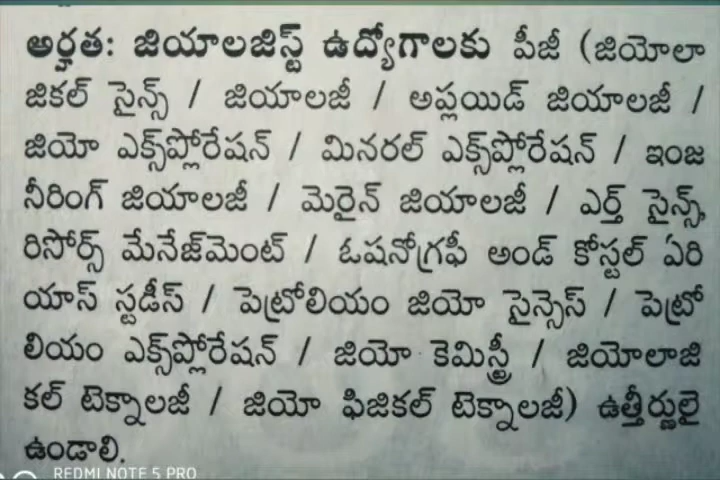 అర్హత: జియాలజిస్ట్ ఉద్యోగాలకు పీజీ (జియోలా
జికల్ సైన్స్ / జియాలజీ / అప్లయిడ్ జియాలజీ /
జియో ఎక్స్‌ప్లోరేషన్ / మినరల్ ఎక్స్‌ప్లోరేషన్ / ఇంజ
నీరింగ్ జియాలజీ / మెరైన్ జియాలజీ / ఎర్త్ సైన్స్
రిసోర్స్ మేనేజ్‌మెంట్ / ఓషనోగ్రఫీ అండ్ కోస్టల్ ఏరి
యాస్ స్టడీస్ / పెట్రోలియం జియో సైన్సెస్ / పెట్రో
లియం ఎక్స్‌ప్లోరేషన్ / జియో కెమిస్ట్రీ / జియోలాజి
కల్ టెక్నాలజీ / జియో ఫిజికల్ టెక్నాలజీ) ఉత్తీర్ణులై
ఉండాలి.
REDMI NOTE 5 PRO